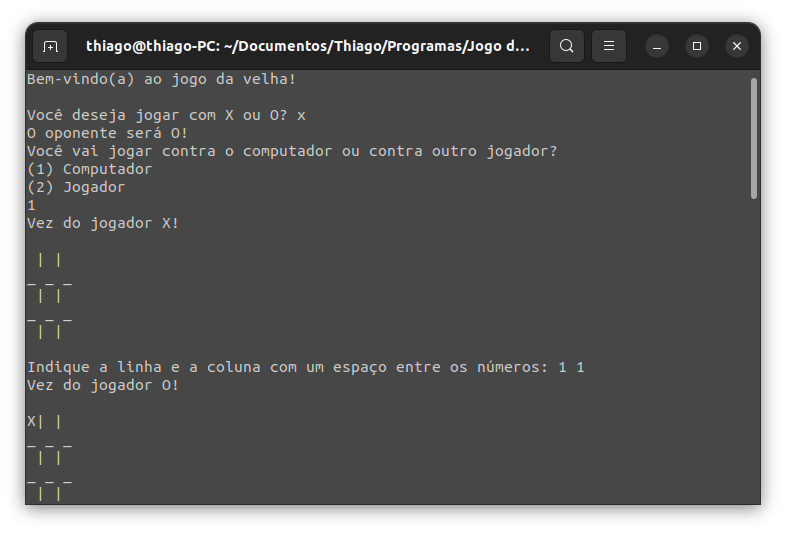 thiago@thiago-PC: ~/Documentos/Thiago/Programas/Jogo d...
Bem-vindo(a) ao jogo da velha!
Você deseja jogar com X ou O? x
O oponente será O!
Você vai jogar contra o computador ou contra outro jogador?
(1) Computador
(2) Jogador
1
Vez do jogador X!
 | |
_ _ _
 | |
_ _ _
 | |
Indique a linha e a coluna com um espaço entre os números: 1 1
Vez do jogador O!
X| |
_ _ _
 | |
_ _ _
 | |